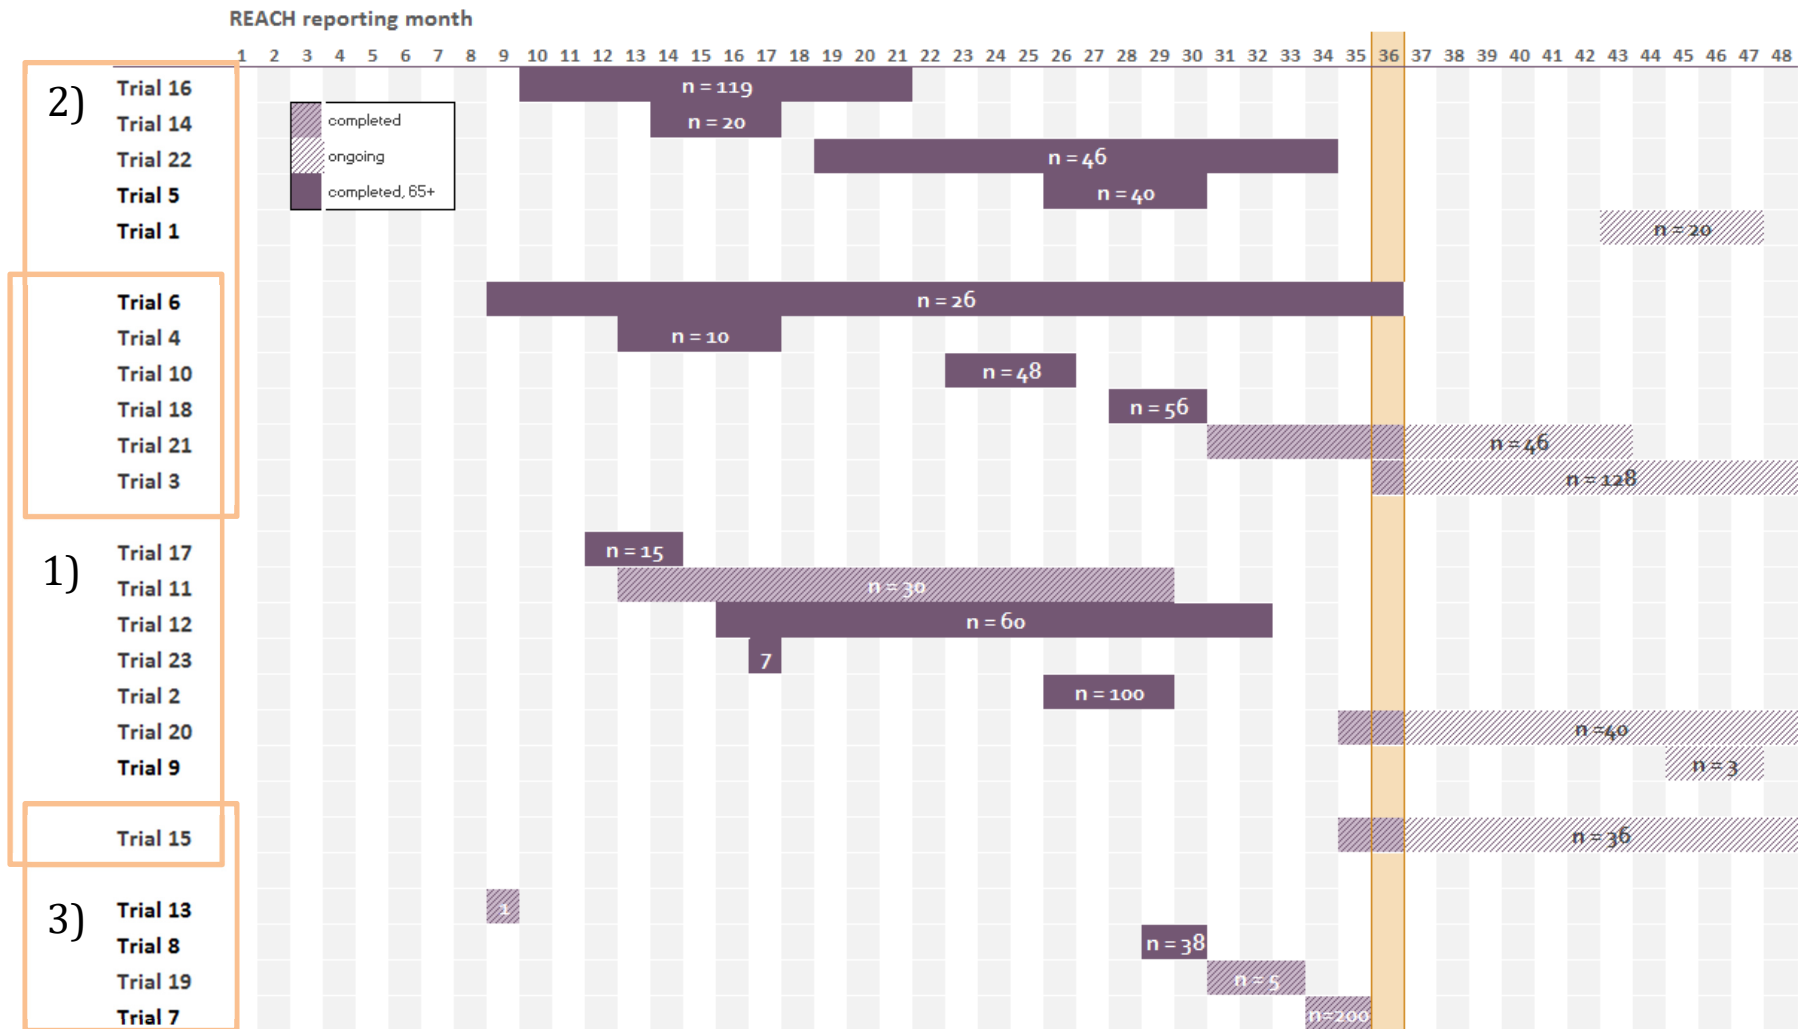 REACH reporting month
1 2 3 4 5 6 7 8 9 10 11 12 13 14 15 16 17 18 19 20 21 22 23 24 25 26 27 28 29 30 31 32 33 34 35 36 37 38 39 40 41 42 43 44 45 46 47 48
2)
Trial 16 n = 119
completed
Trial 14 n = 20
ongoing
Trial 22 n = 46
completed, 65+
Trial 5 n = 40
Trial 1 n = 20
Trial 6 n = 26
Trial 4 n = 10
Trial 10 n = 48
Trial 18 n = 56
Trial 21 n = 46
Trial 3 n = 128
1)
Trial 17 n = 15
Trial 11 n = 30
Trial 12 n = 60
Trial 23 7
Trial 2 n = 100
Trial 20 n =40
Trial 9 n = 3
Trial 15 n = 36
3)
Trial 13 1
Trial 8 n = 38
Trial 19 n = 5
Trial 7 n=200